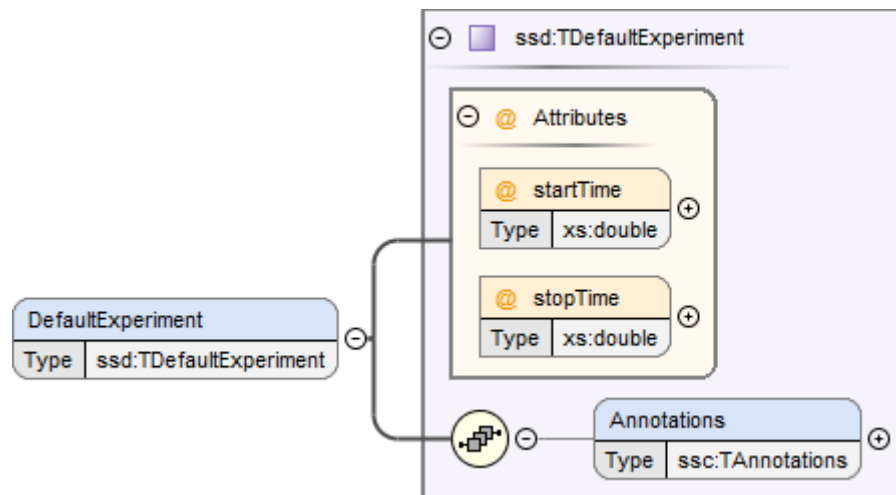 ssd:TDefaultExperiment
@ Attributes
@ startTime
Type xs:double
@ stopTime
Type xs:double
DefaultExperiment
Type ssd:TDefaultExperiment
Annotations
Type ssc:TAnnotations